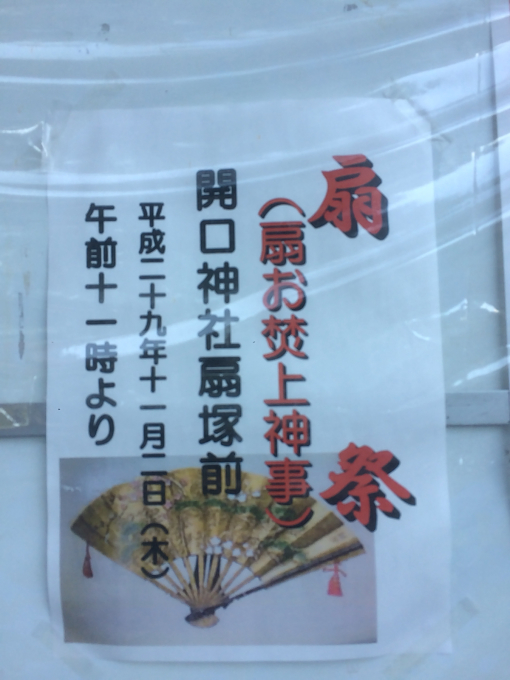 扇祭
（扇お焚上神事）
開口神社扇塚前
平成二十九年十一月二日（木）
午前十一時より